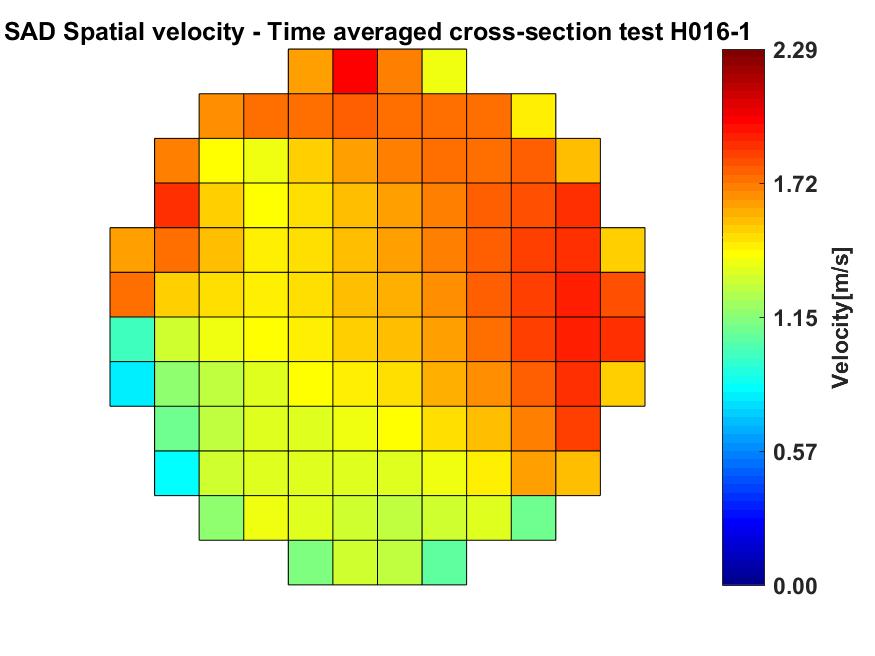 SAD Spatial velocity - Time averaged cross-section test H016-1
2.29
1.72
1.15
0.57
0.00
Velocity[m/s]